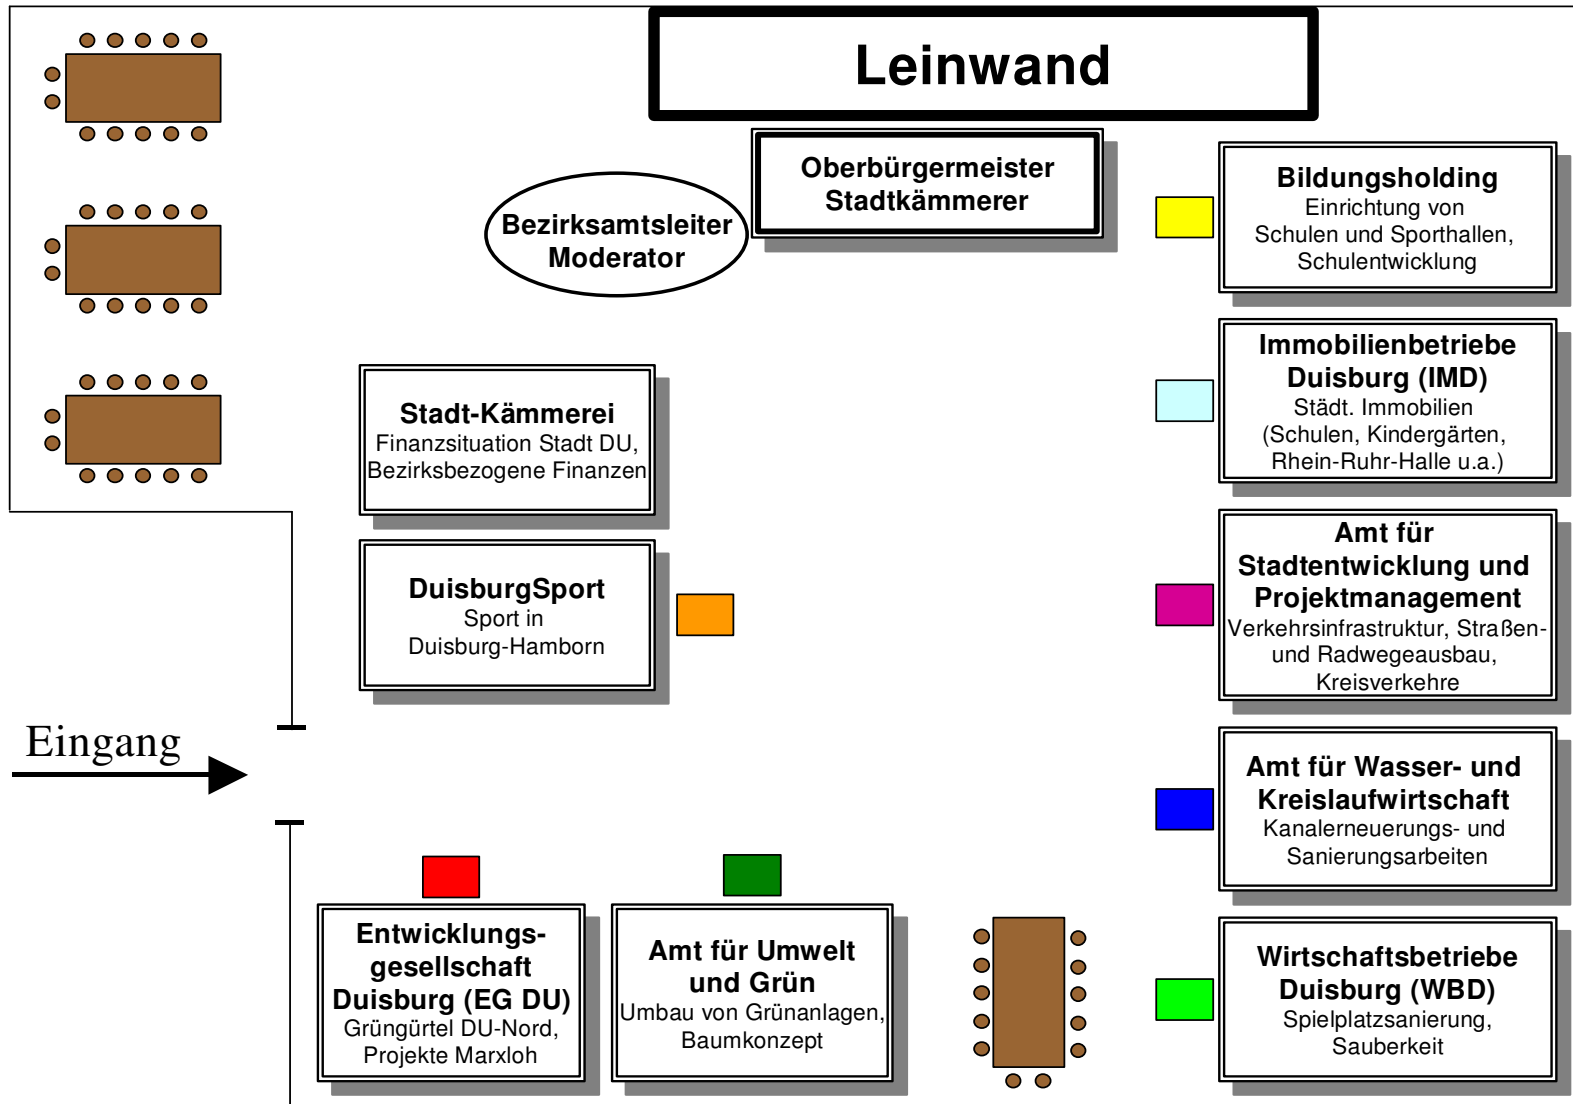 Leinwand
Oberbürgermeister
Stadtkämmerer
Bezirksamtsleiter
Moderator
Bildungsholding
Einrichtung von
Schulen und Sporthallen,
Schulentwicklung
Immobilienbetriebe
Duisburg (IMD)
Städt. Immobilien
(Schulen, Kindergärten,
Rhein-Ruhr-Halle u.a.)
Stadt-Kämmerei
Finanzsituation Stadt DU,
Bezirksbezogene Finanzen
DuisburgSport
Sport in
Duisburg-Hamborn
Amt für
Stadtentwicklung und
Projektmanagement
Verkehrsinfrastruktur, Straßen-
und Radwegeausbau,
Kreisverkehre
Eingang
Amt für Wasser- und
Kreislaufwirtschaft
Kanalerneuerungs- und
Sanierungsarbeiten
Entwicklungs-
gesellschaft
Duisburg (EG DU)
Grüngürtel DU-Nord,
Projekte Marxloh
Amt für Umwelt
und Grün
Umbau von Grünanlagen,
Baumkonzept
Wirtschaftsbetriebe
Duisburg (WBD)
Spielplatzsanierung,
Sauberkeit